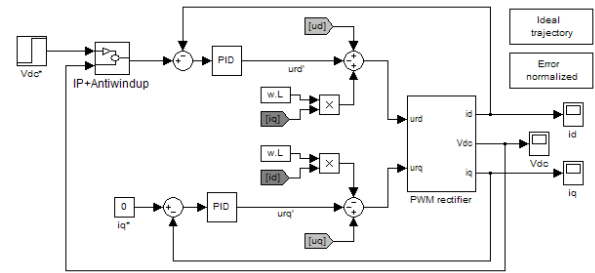 [ud]
Ideal
trajectory
Error
normalized
Vdc*
IP+Antiwindup
PID
urd'
w.L
×
[iq]
urd
id
id
Vdc
Vdc
w.L
×
[id]
urq
iq
iq
PWM rectifier
0
iq*
PID
urq'
[uq]